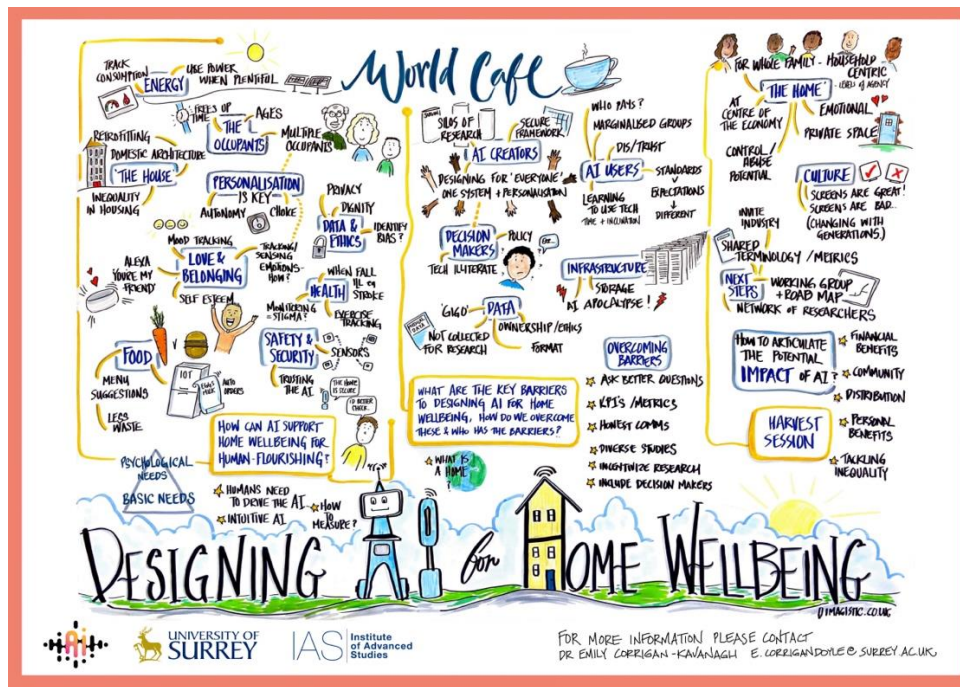 World Cafe
TRACK
CONSUMPTION
ENERGY
USE POWER
WHEN PLENTIFUL
FREES UP
TIME
AGES
THE
OCCUPANTS
MULTIPLE
OCCUPANTS
RETROFITTING
DOMESTIC ARCHITECTURE
'THE HOUSE'
INEQUALITY
IN HOUSING
PERSONALISATION
IS KEY
AUTONOMY
CHOICE
PRIVACY
DIGNITY
DATA &
ETHICS
IDENTIFY
BIAS?
MOOD TRACKING
LOVE &
BELONGING
TRACKING/
SENSING
EMOTIONS-
HOW?
ALEXA
YOU'RE MY
FRIEND
SELF ESTEEM
WHEN FALL
ILL eg
STROKE
HEALTH
MONITORING
= STIGMA?
EXERCISE
TRACKING
FOOD
MENU
SUGGESTIONS
LESS
WASTE
IOT
EGGS
MILK
AUTO
ORDERS
SAFETY &
SECURITY
SENSORS
TRUSTING
THE AI
THE HOME
IS SECURE
I'D BETTER
CHECK.
HOW CAN AI SUPPORT
HOME WELLBEING FOR
HUMAN-FLOURISHING?
PSYCHOLOGICAL
NEEDS
BASIC NEEDS
HUMANS NEED
TO DRIVE THE AI
INTUITIVE AI
HOW
TO
MEASURE?
SILOS OF
RESEARCH
SECURE
FRAMEWORK
AI CREATORS
DESIGNING FOR 'EVERYONE'
ONE SYSTEM + PERSONALISATION
WHO PAYS?
MARGINALISED GROUPS
DIS/TRUST
AI USERS
STANDARDS
EXPECTATIONS
DIFFERENT
LEARNING
TO USE TECH
TIME + INCLINATION
DECISION
MAKERS
POLICY
TECH ILLITERATE
INFRASTRUCTURE
STORAGE
AI APOCALYPSE!
'GIGO'
DATA
NOT COLLECTED
FOR RESEARCH
OWNERSHIP/ETHICS
FORMAT
WHAT ARE THE KEY BARRIERS
TO DESIGNING AI FOR HOME
WELLBEING, HOW DO WE OVERCOME
THESE & WHO HAS THE BARRIERS?
WHAT
IS A
HOME
?
OVERCOMING
BARRIERS
ASK BETTER QUESTIONS
KPI'S/METRICS
HONEST COMMS
DIVERSE STUDIES
INCENTIVIZE RESEARCH
INCLUDE DECISION MAKERS
FOR WHOLE FAMILY - HOUSEHOLD
CENTRIC
- LEVELS OF AGENCY
'THE HOME'
AT
CENTRE OF
THE ECONOMY
EMOTIONAL
PRIVATE SPACE
CONTROL/
ABUSE
POTENTIAL
CULTURE
SCREENS ARE GREAT!
SCREENS ARE BAD...
(CHANGING WITH
GENERATIONS.)
INVITE
INDUSTRY
SHARED
TERMINOLOGY/METRICS
NEXT
STEPS
WORKING GROUP
+ ROAD MAP
NETWORK OF RESEARCHERS
HOW TO ARTICULATE
THE POTENTIAL
IMPACT OF AI?
FINANCIAL
BENEFITS
COMMUNITY
DISTRIBUTION
PERSONAL
BENEFITS
TACKLING
INEQUALITY
HARVEST
SESSION
DESIGNING AI for HOME WELLBEING
IMAGISTIC.CO.UK
Ai
UNIVERSITY OF
SURREY
IAS
Institute
of Advanced
Studies
FOR MORE INFORMATION PLEASE CONTACT
DR EMILY CORRIGAN-KAVANAGH E.CORRIGANDOYLE@SURREY.AC.UK